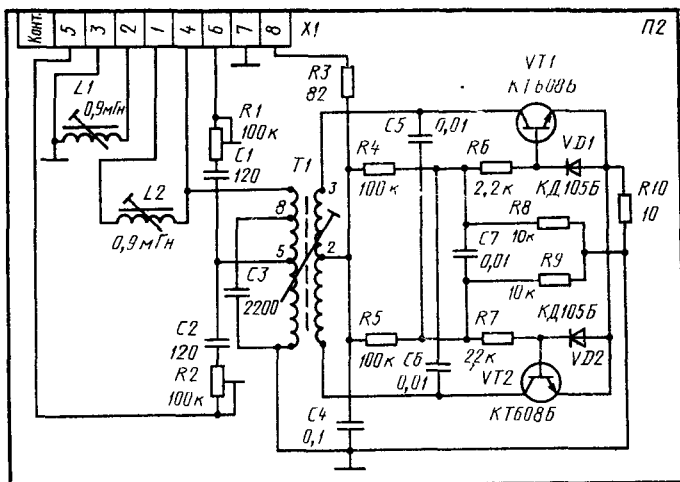 Конт. 5 3 2 1 4 6 7 8 X1
П2
L1
0,9мГн
R1
100к
C1
120
R3
82
VT1
КТ608Б
C5
0,01
R4
100к
R6
2,2к
VD1
КД105Б
R10
10
T1
3
L2
0,9мГн
8
5
2
C3
2200
R8
10к
C7
0,01
R9
10к
C2
120
R2
100к
R5
100к
C6
0,01
R7
2,2к
КД105Б
VD2
VT2
КТ608Б
C4
0,1